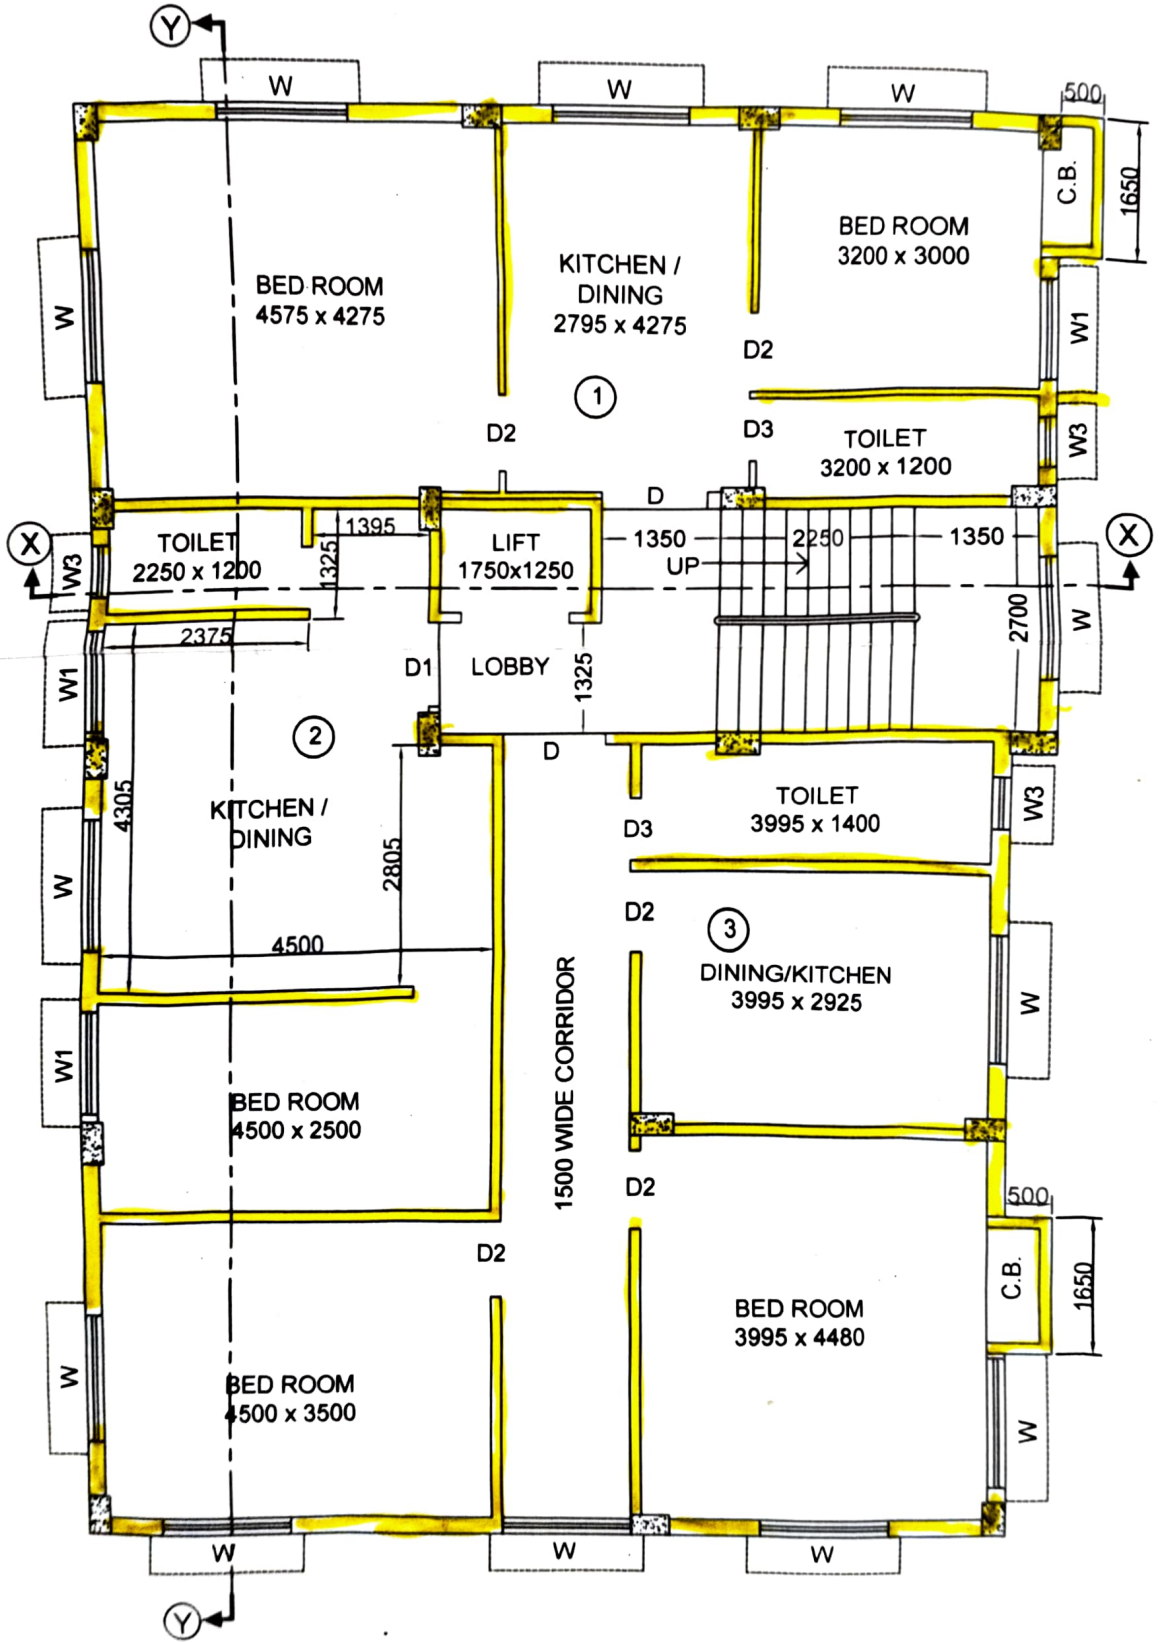 Y
W
W
W
500
C.B.
1650
BED ROOM
3200 x 3000
KITCHEN /
DINING
2795 x 4275
BED ROOM
4575 x 4275
W
W1
D2
1
D2
D3
TOILET
3200 x 1200
W3
D
X
W3
TOILET
2250 x 1200
1395
1325
LIFT
1750x1250
1350
2250
1350
UP
X
2700
W
2375
W1
D1
LOBBY
1325
2
D
4305
KITCHEN /
DINING
2805
TOILET
3995 x 1400
W3
D3
W
D2
3
4500
DINING/KITCHEN
3995 x 2925
W
1500 WIDE CORRIDOR
W1
BED ROOM
4500 x 2500
D2
500
D2
C.B.
1650
BED ROOM
3995 x 4480
W
BED ROOM
4500 x 3500
W
W
W
W
Y